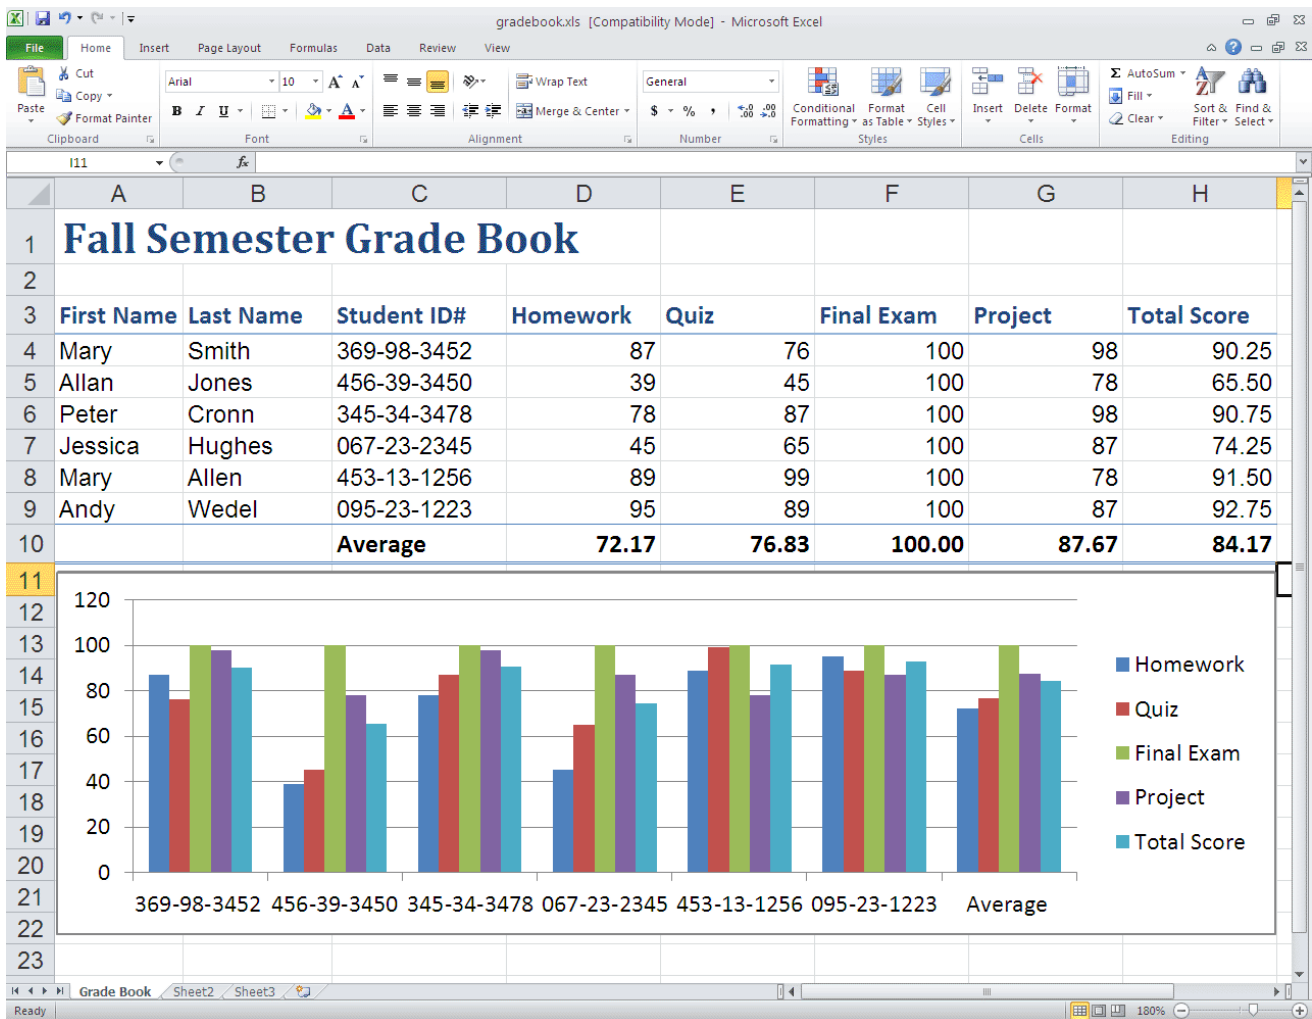 gradebook.xls [Compatibility Mode] - Microsoft Excel
File Home Insert Page Layout Formulas Data Review View
Paste
Cut
Copy
Format Painter
Clipboard
Arial 10
B I U A
Font
Wrap Text
Merge & Center
Alignment
General
$ % ,
Number
Conditional Formatting
Format as Table
Cell Styles
Styles
Insert Delete Format
Cells
Σ AutoSum
Fill
Clear
Sort & Filter
Find & Select
Editing
I11 fx
A B C D E F G H
1 Fall Semester Grade Book
2
3 First Name Last Name Student ID# Homework Quiz Final Exam Project Total Score
4 Mary Smith 369-98-3452 87 76 100 98 90.25
5 Allan Jones 456-39-3450 39 45 100 78 65.50
6 Peter Cronn 345-34-3478 78 87 100 98 90.75
7 Jessica Hughes 067-23-2345 45 65 100 87 74.25
8 Mary Allen 453-13-1256 89 99 100 78 91.50
9 Andy Wedel 095-23-1223 95 89 100 87 92.75
10 Average 72.17 76.83 100.00 87.67 84.17
11
12
13
14
15
16
17
18
19
20
21
22
23
120
100
80
60
40
20
0
369-98-3452 456-39-3450 345-34-3478 067-23-2345 453-13-1256 095-23-1223 Average
Homework
Quiz
Final Exam
Project
Total Score
Grade Book Sheet2 Sheet3
Ready 180%